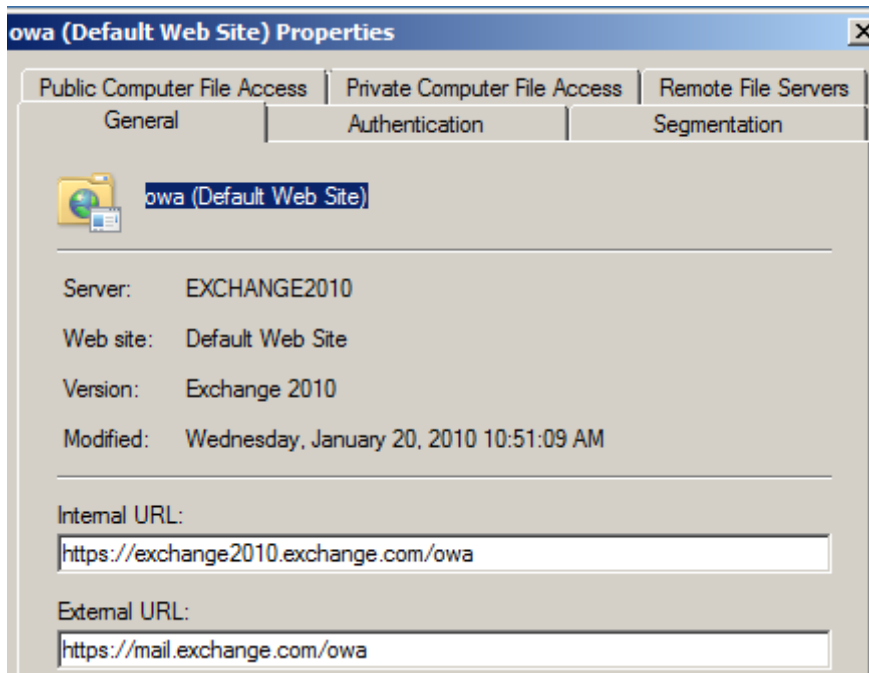 owa (Default Web Site) Properties
Public Computer File Access Private Computer File Access Remote File Servers
General Authentication Segmentation
owa (Default Web Site)
Server: EXCHANGE2010
Web site: Default Web Site
Version: Exchange 2010
Modified: Wednesday, January 20, 2010 10:51:09 AM
Internal URL:
https://exchange2010.exchange.com/owa
External URL:
https://mail.exchange.com/owa